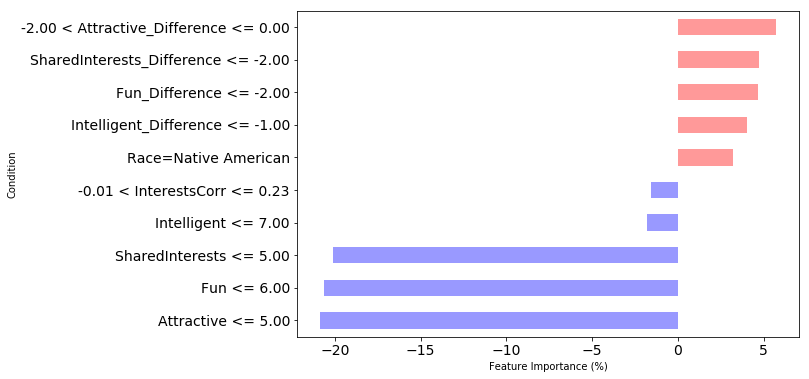 -2.00 < Attractive_Difference <= 0.00
SharedInterests_Difference <= -2.00
Fun_Difference <= -2.00
Intelligent_Difference <= -1.00
Race=Native American
-0.01 < InterestsCorr <= 0.23
Intelligent <= 7.00
SharedInterests <= 5.00
Fun <= 6.00
Attractive <= 5.00
Condition
−20 −15 −10 −5 0 5
Feature Importance (%)